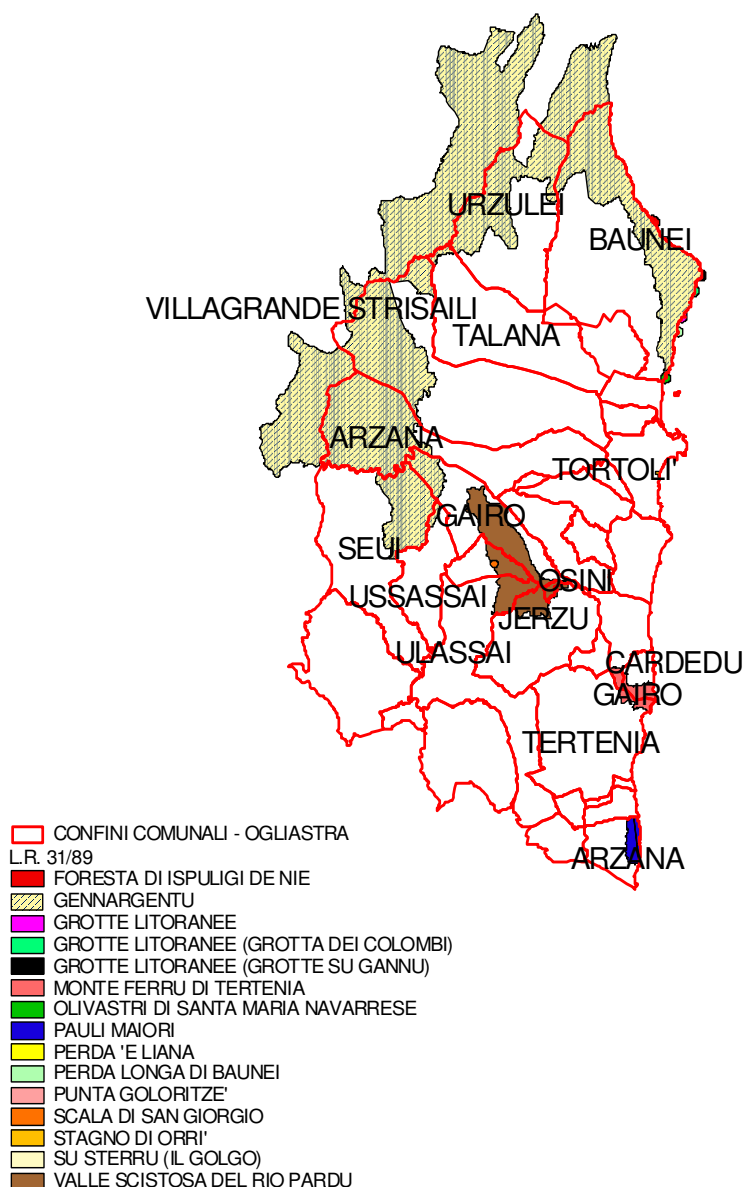 URZULEI
BAUNEI
VILLAGRANDE STRISAILI
TALANA
ARZANA
TORTOLI'
GAIRO
SEUI
OSINI
USSASSAI
JERZU
ULASSAI
CARDEDU
GAIRO
TERTENIA
ARZANA
CONFINI COMUNALI - OGLIASTRA
L.R. 31/89
FORESTA DI ISPULIGI DE NIE
GENNARGENTU
GROTTE LITORANEE
GROTTE LITORANEE (GROTTA DEI COLOMBI)
GROTTE LITORANEE (GROTTE SU GANNU)
MONTE FERRU DI TERTENIA
OLIVASTRI DI SANTA MARIA NAVARRESE
PAULI MAIORI
PERDA 'E LIANA
PERDA LONGA DI BAUNEI
PUNTA GOLORITZE'
SCALA DI SAN GIORGIO
STAGNO DI ORRI'
SU STERRU (IL GOLGO)
VALLE SCISTOSA DEL RIO PARDU